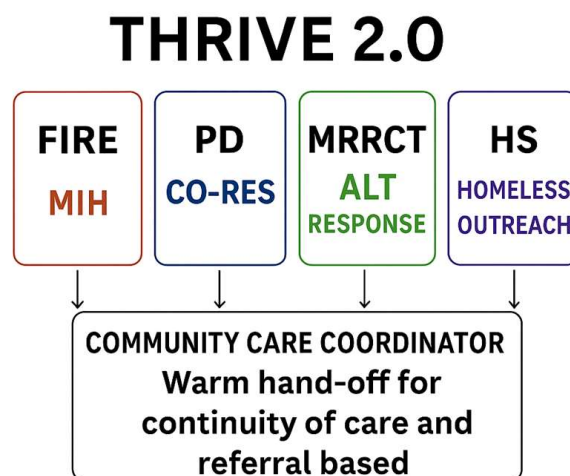 THRIVE 2.0
FIRE
MIH
PD
CO-RES
MRRCT
ALT
RESPONSE
HS
HOMELESS
OUTREACH
COMMUNITY CARE COORDINATOR
Warm hand-off for
continuity of care and
referral based